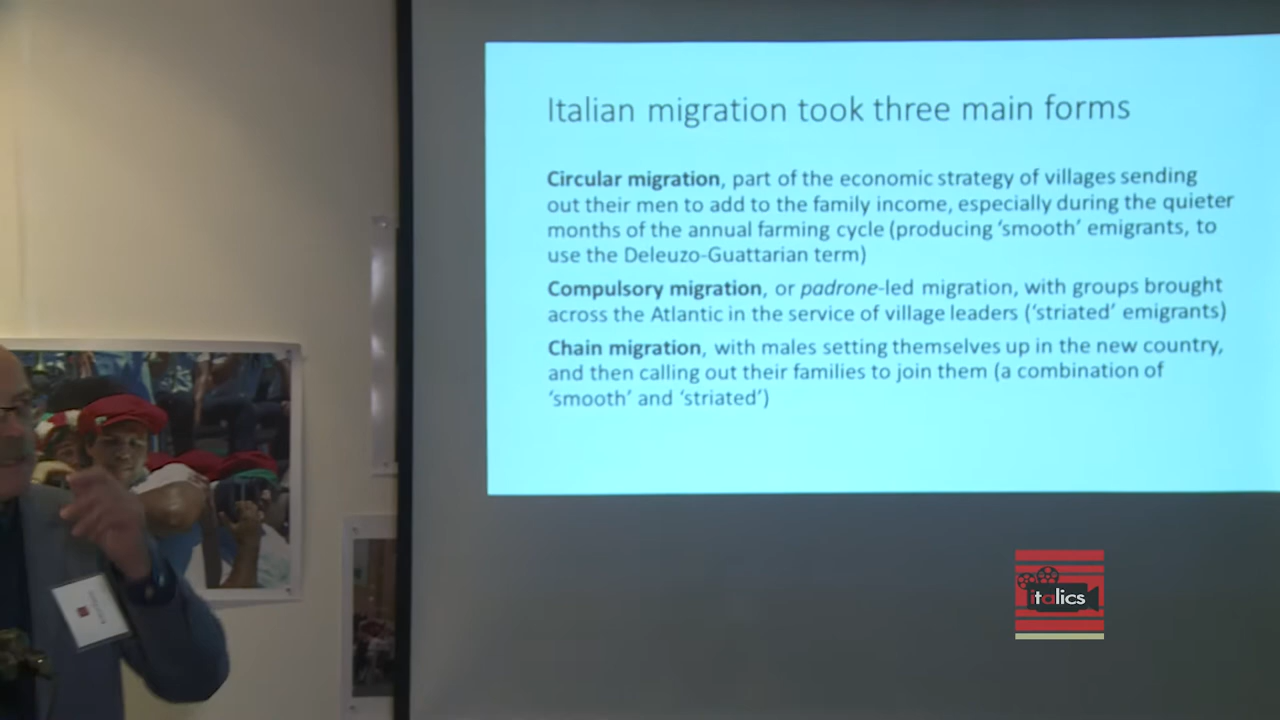 Italian migration took three main forms
Circular migration, part of the economic strategy of villages sending
out their men to add to the family income, especially during the quieter
months of the annual farming cycle (producing ‘smooth’ emigrants, to
use the Deleuzo-Guattarian term)
Compulsory migration, or padrone-led migration, with groups brought
across the Atlantic in the service of village leaders (‘striated’ emigrants)
Chain migration, with males setting themselves up in the new country,
and then calling out their families to join them (a combination of
‘smooth’ and ‘striated’)
italics